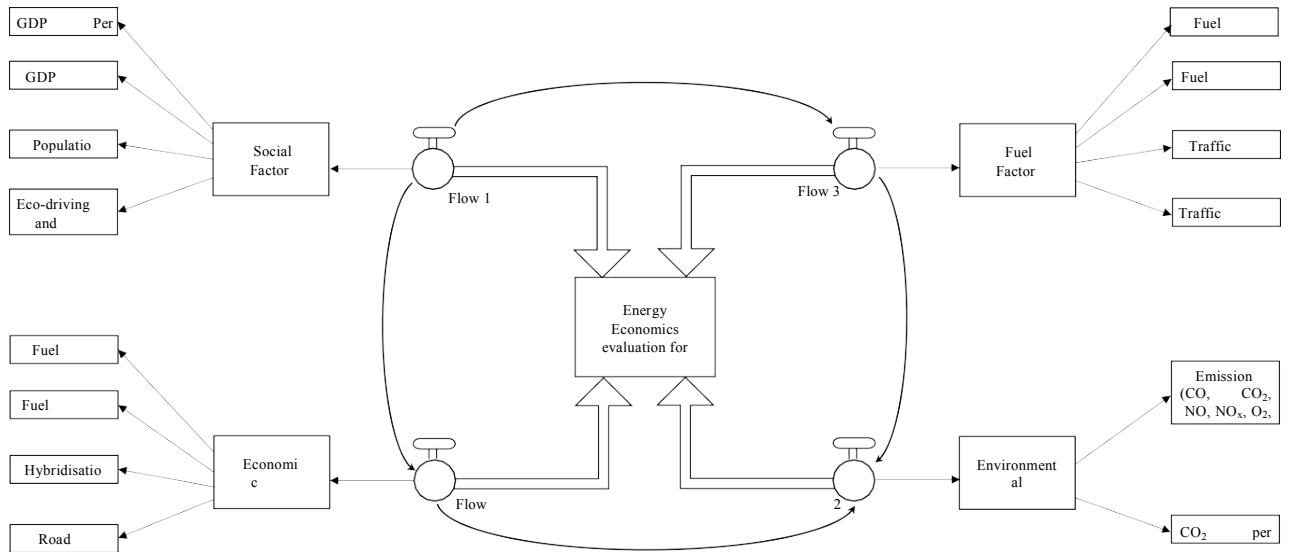 GDP Per
GDP
Populatio
Eco-driving
and
Social
Factor
Flow 1
Flow 3
Fuel
Factor
Fuel
Fuel
Traffic
Traffic
Energy
Economics
evaluation for
Fuel
Fuel
Hybridisatio
Road
Economi
c
Flow
2
Environment
al
Emission
(CO, CO₂,
NO, NOₓ, O₂,
CO₂ per